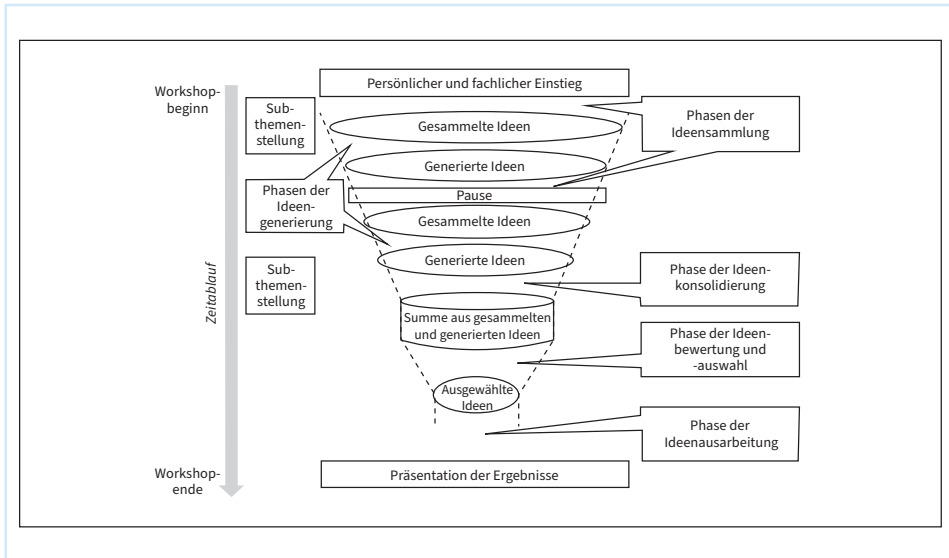 Persönlicher und fachlicher Einstieg
Workshop-
beginn
Sub-
themen-
stellung
Gesammelte Ideen
Phasen der
Ideensammlung
Generierte Ideen
Phasen der
Ideen-
generierung
Pause
Gesammelte Ideen
Generierte Ideen
Zeitablauf
Sub-
themen-
stellung
Phase der Ideen-
konsolidierung
Summe aus gesammelten
und generierten Ideen
Phase der Ideen-
bewertung und
-auswahl
Ausgewählte
Ideen
Phase der
Ideenausarbeitung
Workshop-
ende
Präsentation der Ergebnisse